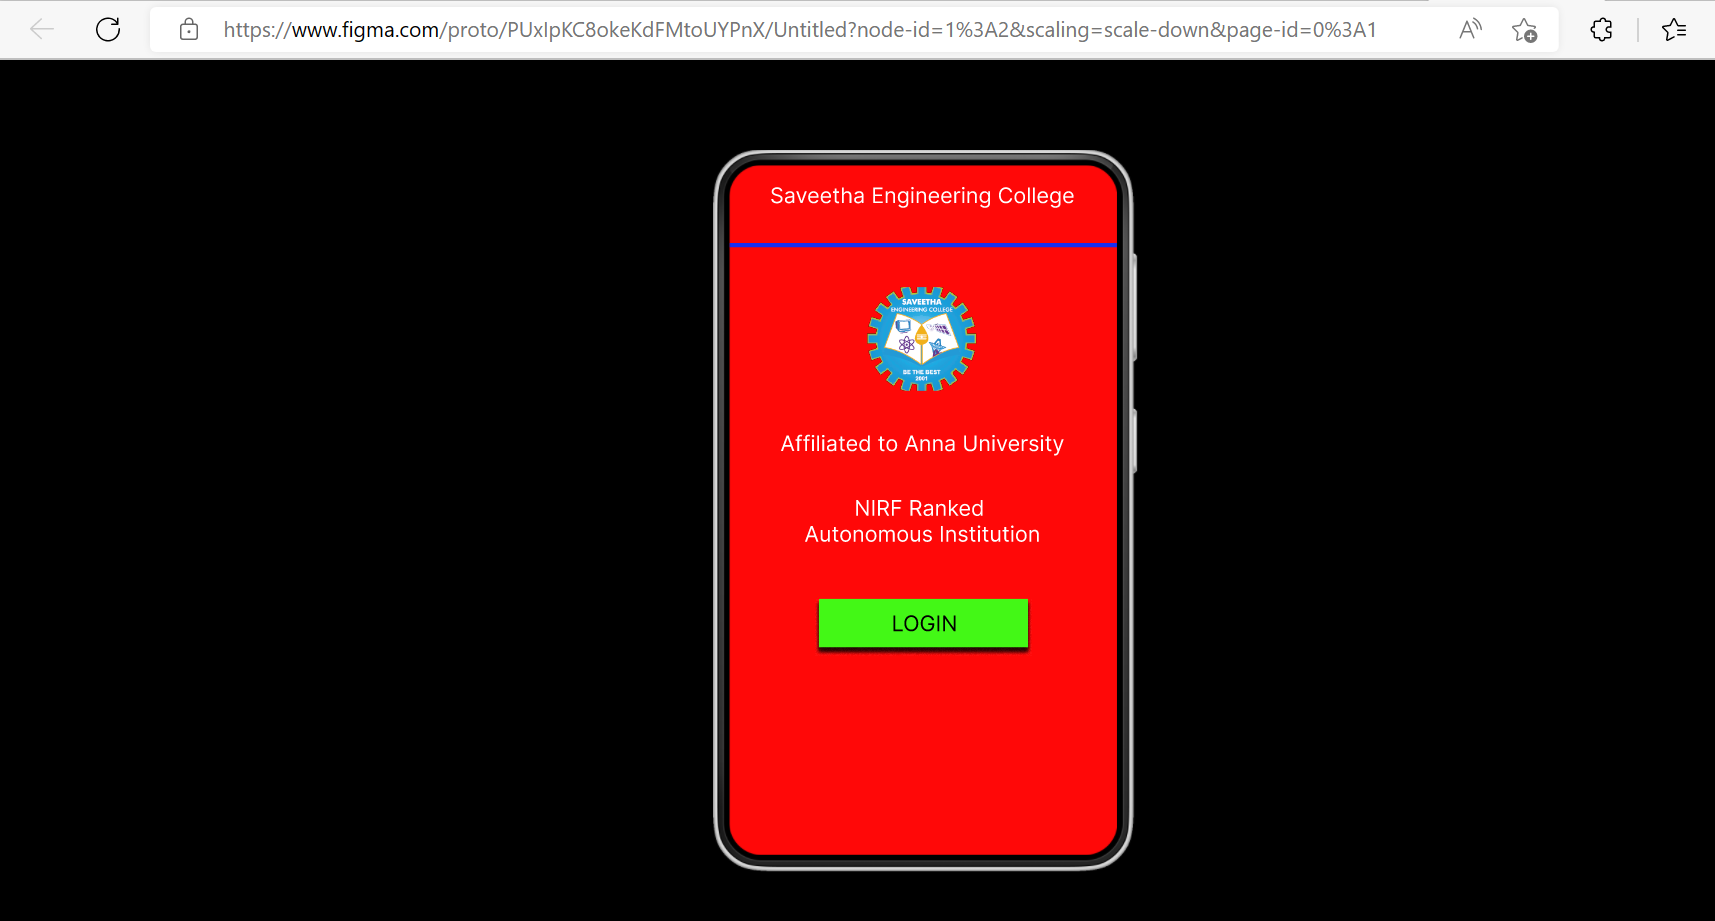 https://www.figma.com/proto/PUxIpKC8okeKdFMtoUYPnX/Untitled?node-id=1%3A2&scaling=scale-down&page-id=0%3A1
Saveetha Engineering College
SAVEETHA
ENGINEERING COLLEGE
BE THE BEST
2001
Affiliated to Anna University
NIRF Ranked
Autonomous Institution
LOGIN